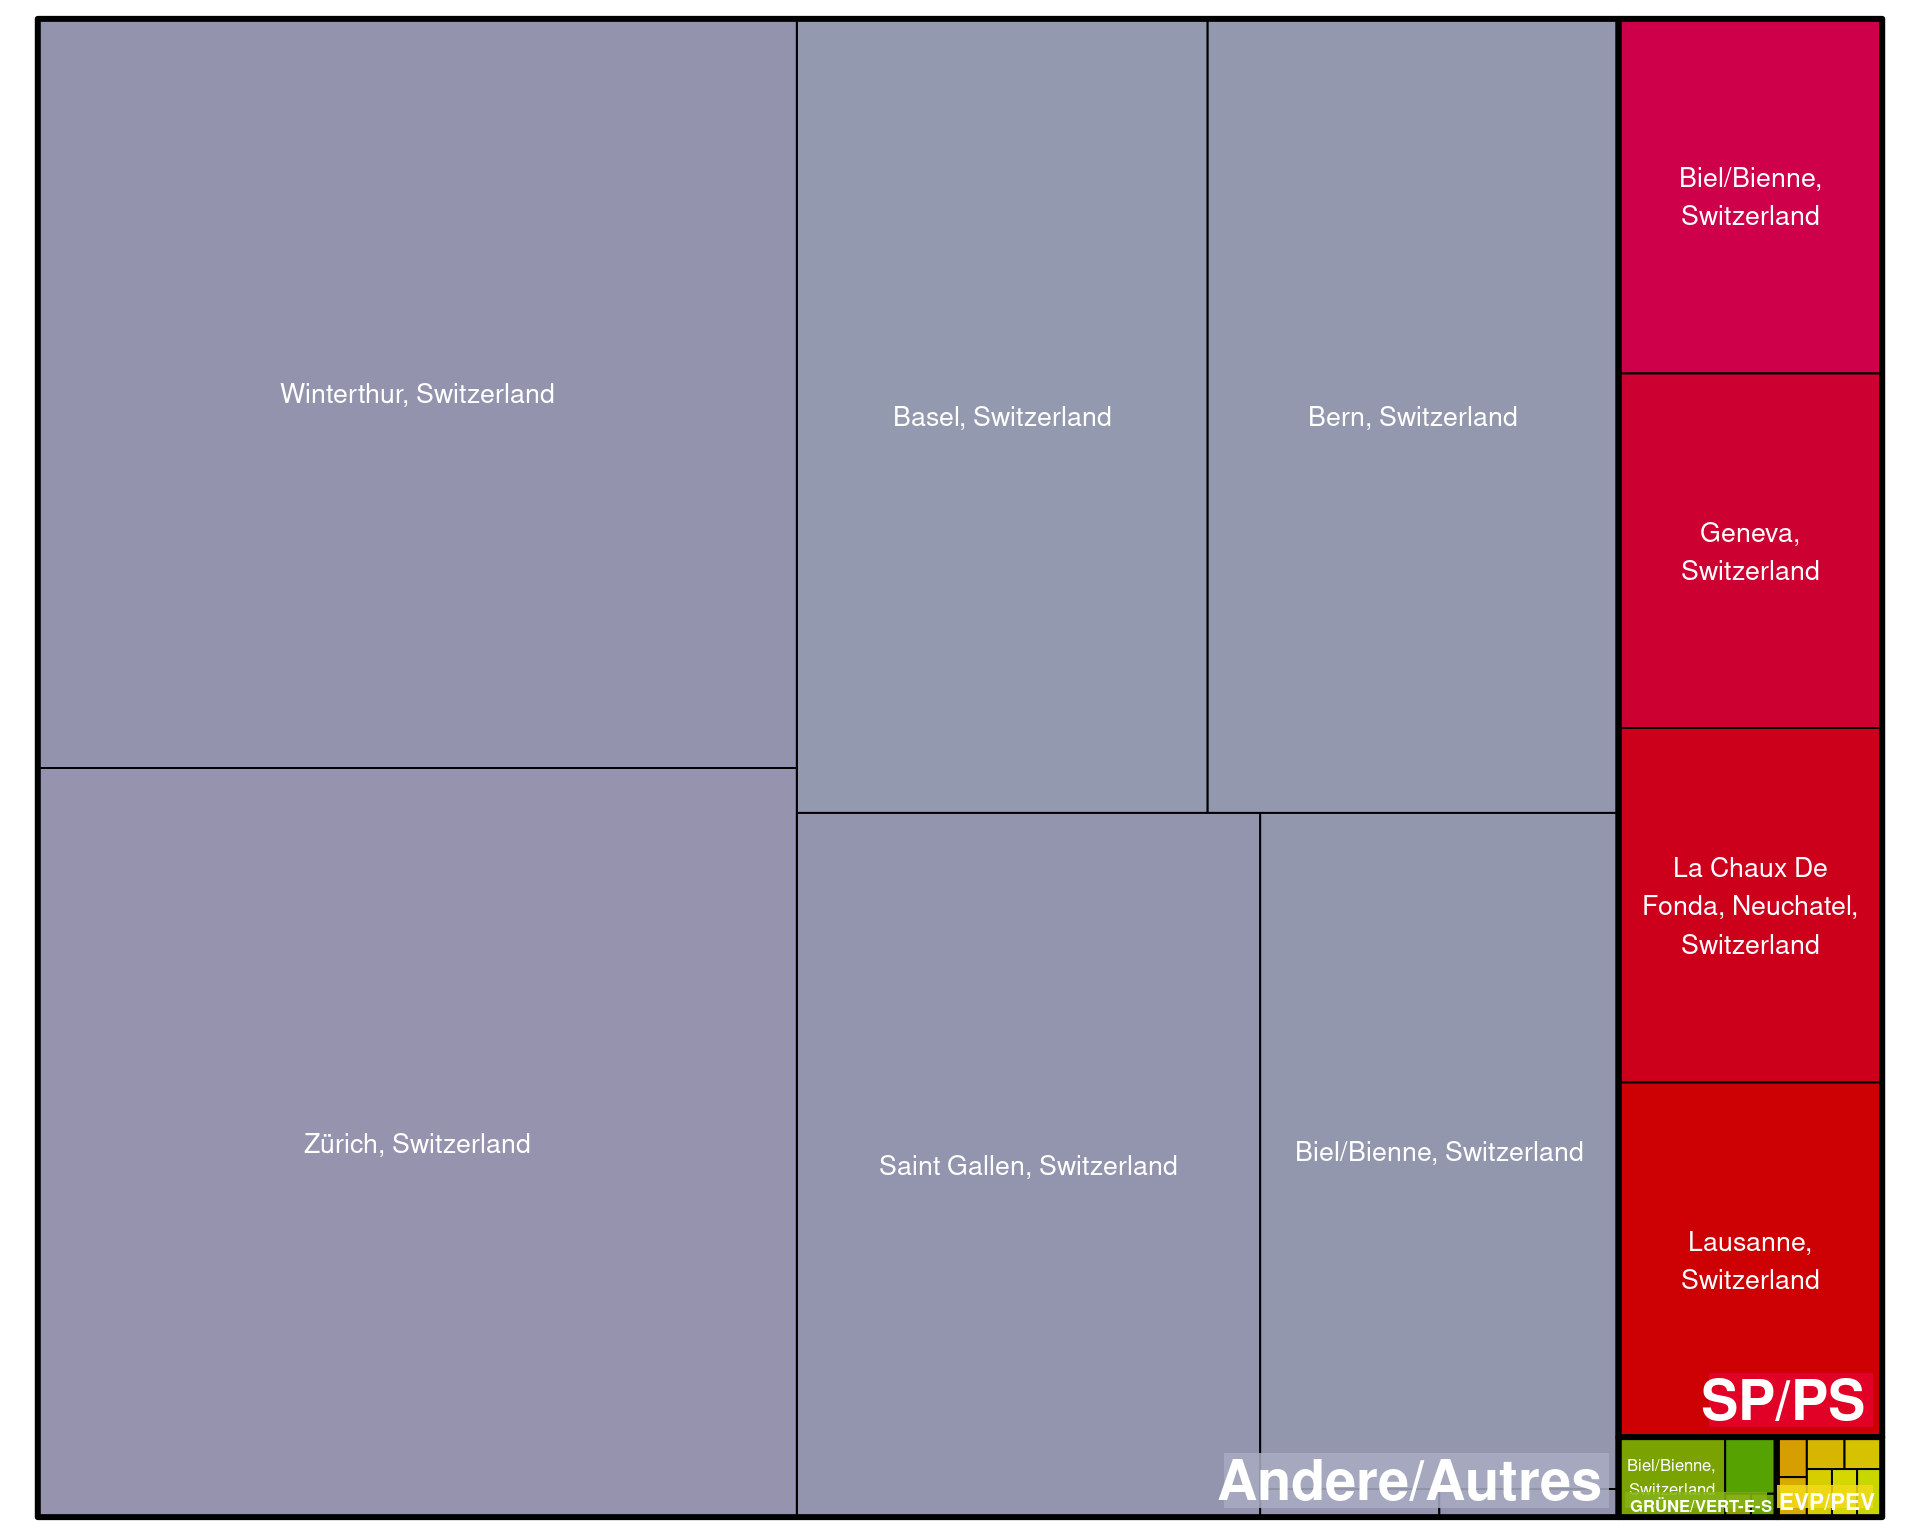 Winterthur, Switzerland
Zürich, Switzerland
Basel, Switzerland
Bern, Switzerland
Saint Gallen, Switzerland
Biel/Bienne, Switzerland
Andere/Autres
Biel/Bienne,
Switzerland
Geneva,
Switzerland
La Chaux De
Fonda, Neuchatel,
Switzerland
Lausanne,
Switzerland
SP/PS
Biel/Bienne,
Switzerland
GRÜNE/VERT-E-S
EVP/PEV